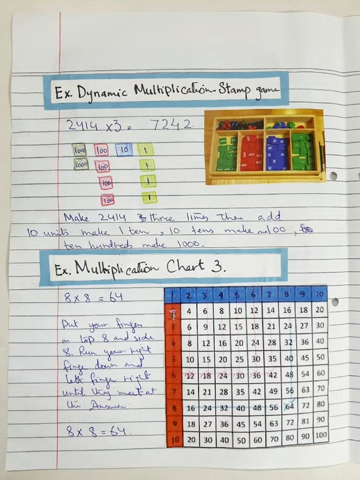 Ex. Dynamic Multiplication - Stamp game
2414 x 3 = 7242
1000 100 10 1
1000 100 1
100 1
100 1
Make 2414 three times then add
10 units make 1 ten, 10 tens make 100,
ten hundreds make 1000.
Ex. Multiplication Chart 3.
8 x 8 = 64
Put your finger
on top 8 and side
8. Run your right
finger down and
left finger right
until they meet at
the Answer
8 x 8 = 64
1 2 3 4 5 6 7 8 9 10
2 4 6 8 10 12 14 16 18 20
6 9 12 15 18 21 24 27 30
8 12 16 20 24 28 32 36 40
10 15 20 25 30 35 40 45 50
6 12 18 24 30 36 42 48 54 60
7 14 21 28 35 42 49 56 63 70
8 16 24 32 40 48 56 64 72 80
9 18 27 36 45 54 63 72 81 90
10 20 30 40 50 60 70 80 90 100